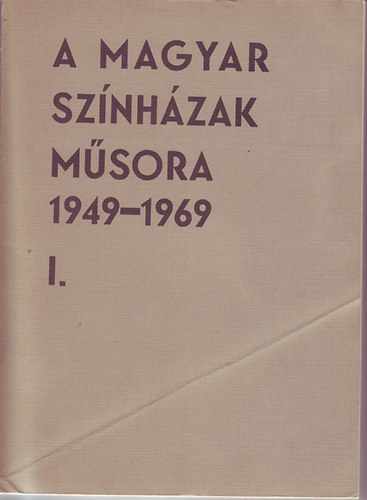 A MAGYAR
SZÍNHÁZAK
MŰSORA
1949–1969
I.